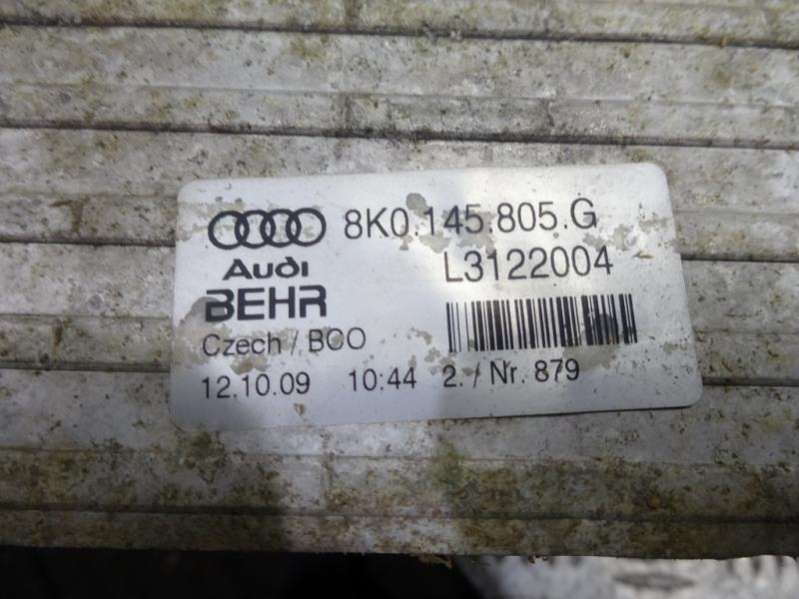 8K0.145.805.G
Audi L3122004
BEHR
Czech / BCO
12.10.09 10:44 2. / Nr. 879